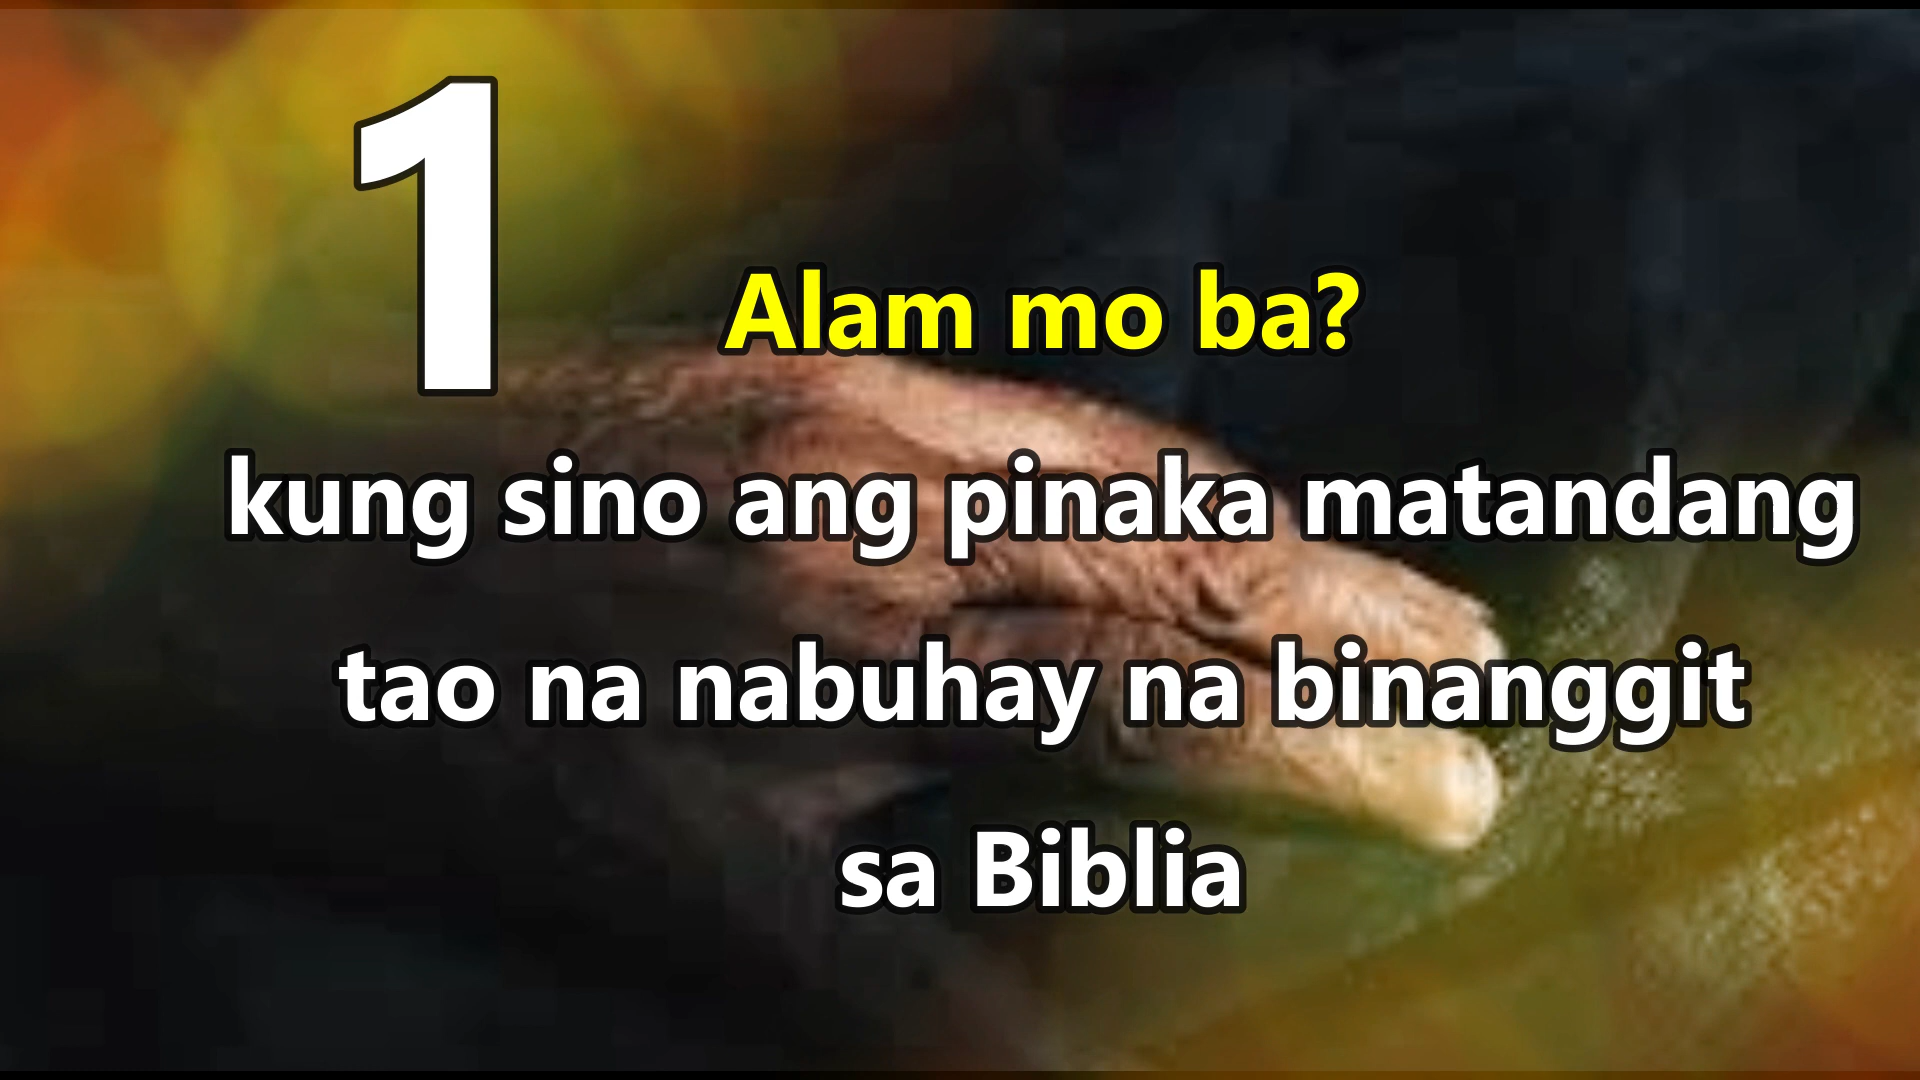 1
Alam mo ba?
kung sino ang pinaka matandang
tao na nabuhay na binanggit
sa Biblia